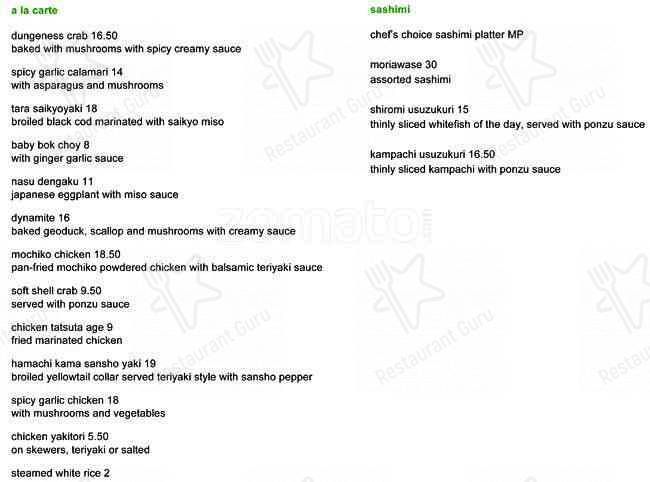 a la carte
dungeness crab 16.50
baked with mushrooms with spicy creamy sauce
spicy garlic calamari 14
with asparagus and mushrooms
tara saikyoyaki 18
broiled black cod marinated with saikyo miso
baby bok choy 8
with ginger garlic sauce
nasu dengaku 11
japanese eggplant with miso sauce
dynamite 16
baked geoduck, scallop and mushrooms with creamy sauce
mochiko chicken 18.50
pan-fried mochiko powdered chicken with balsamic teriyaki sauce
soft shell crab 9.50
served with ponzu sauce
chicken tatsuta age 9
fried marinated chicken
hamachi kama sansho yaki 19
broiled yellowtail collar served teriyaki style with sansho pepper
spicy garlic chicken 18
with mushrooms and vegetables
chicken yakitori 5.50
on skewers, teriyaki or salted
steamed white rice 2
sashimi
chef's choice sashimi platter MP
moriawase 30
assorted sashimi
shiromi usuzukuri 15
thinly sliced whitefish of the day, served with ponzu sauce
kampachi usuzukuri 16.50
thinly sliced kampachi with ponzu sauce
zomato.com
Restaurant Guru
Restaurant Guru
Restaurant Guru
Restaurant Guru
Restaurant Guru